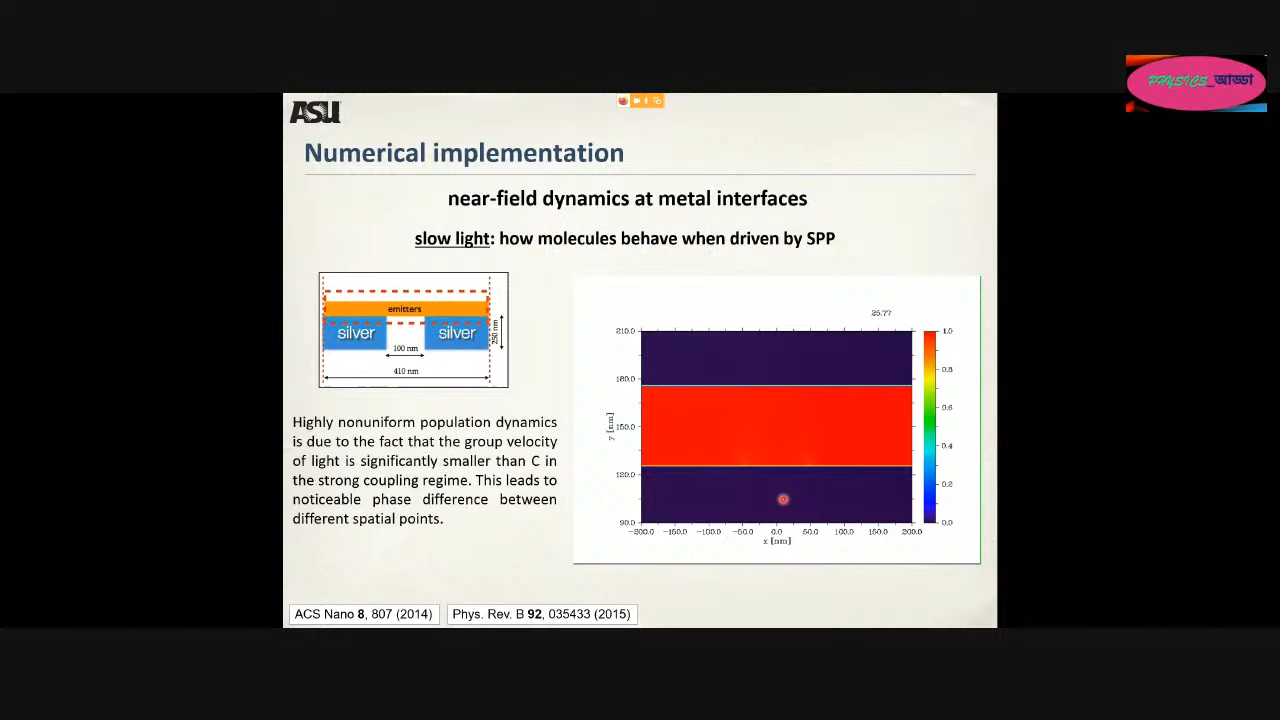 PHYSICS_আড্ডা
ASU
Numerical implementation
near-field dynamics at metal interfaces
slow light: how molecules behave when driven by SPP
emitters
silver
silver
250 nm
100 nm
410 nm
Highly nonuniform population dynamics
is due to the fact that the group velocity
of light is significantly smaller than C in
the strong coupling regime. This leads to
noticeable phase difference between
different spatial points.
25.77
210.0
180.0
150.0
120.0
90.0
y [nm]
−200.0 −150.0 −100.0 −50.0 0.0 50.0 100.0 150.0 200.0
x [nm]
1.0
0.8
0.6
0.4
0.2
0.0
ACS Nano 8, 807 (2014)
Phys. Rev. B 92, 035433 (2015)